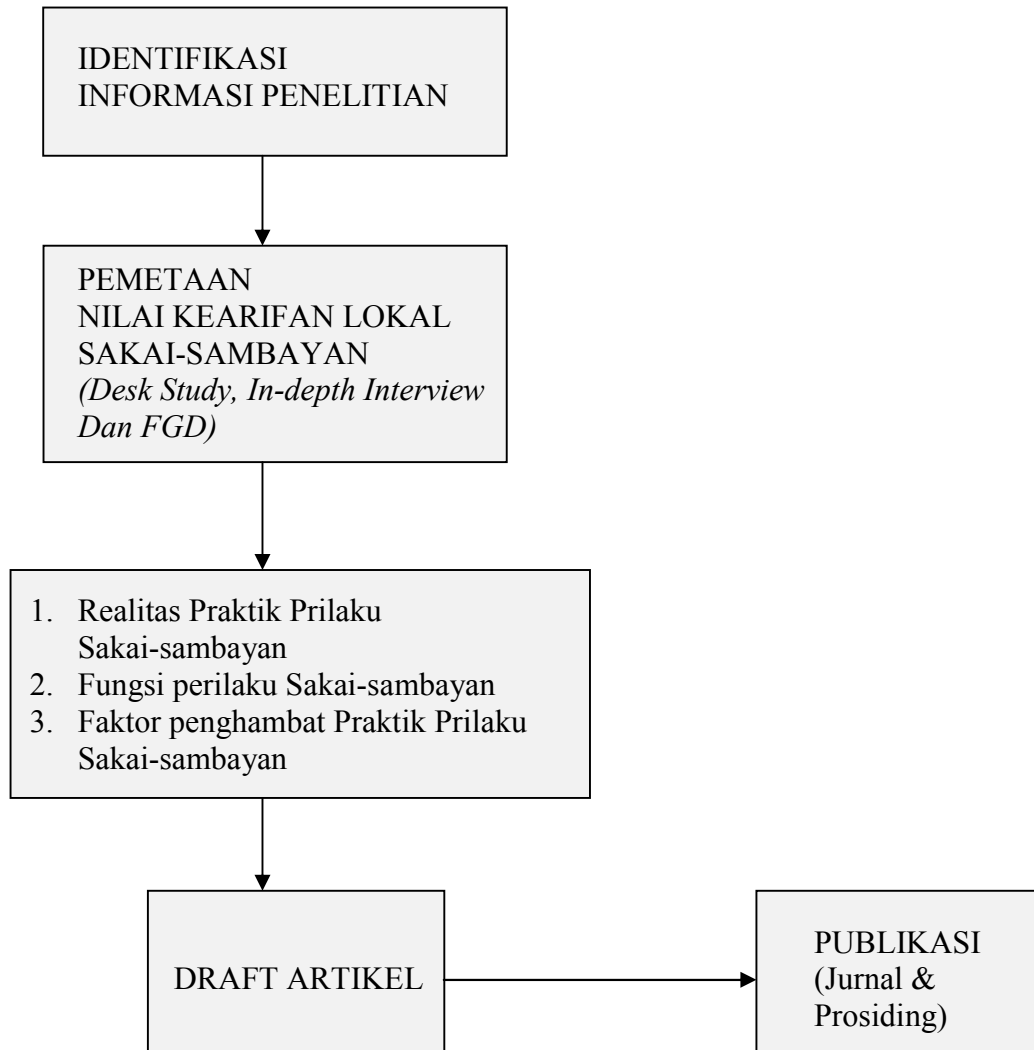 IDENTIFIKASI
INFORMASI PENELITIAN
PEMETAAN
NILAI KEARIFAN LOKAL
SAKAI-SAMBAYAN
(Desk Study, In-depth Interview
Dan FGD)
1. Realitas Praktik Prilaku
Sakai-sambayan
2. Fungsi perilaku Sakai-sambayan
3. Faktor penghambat Praktik Prilaku
Sakai-sambayan
DRAFT ARTIKEL
PUBLIKASI
(Jurnal &
Prosiding)